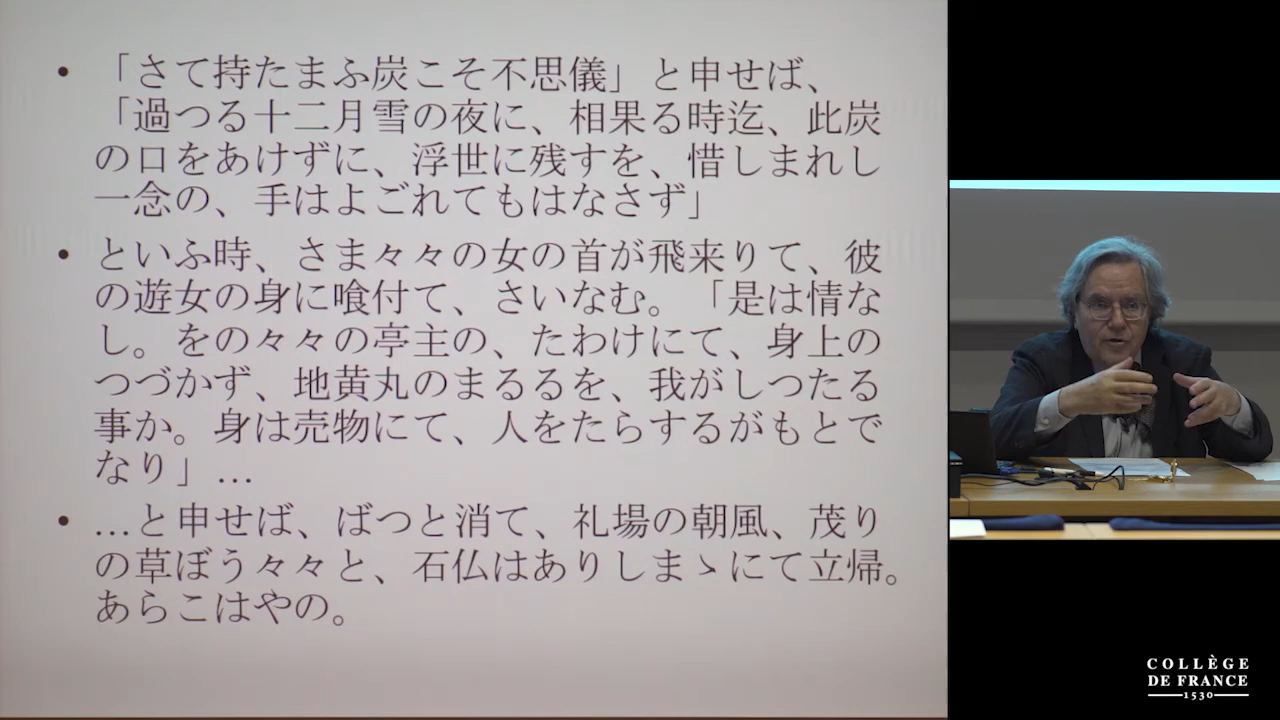 • 「さて持たまふ炭こそ不思儀」と申せば、
「過つる十二月雪の夜に、相果る時迄、此炭
の口をあけずに、浮世に残すを、惜しまれし
一念の、手はよごれてもはなさず」
• といふ時、さま々々の女の首が飛来りて、彼
の遊女の身に喰付て、さいなむ。「是は情な
し。をの々々の亭主の、たわけにて、身上の
つづかず、地黄丸のまるるを、我がしつたる
事か。身は売物にて、人をたらするがもとで
なり」…
• …と申せば、ばつと消て、礼場の朝風、茂り
の草ぼう々々と、石仏はありしまゝにて立帰。
あらこはやの。
COLLÈGE
DE FRANCE
1530